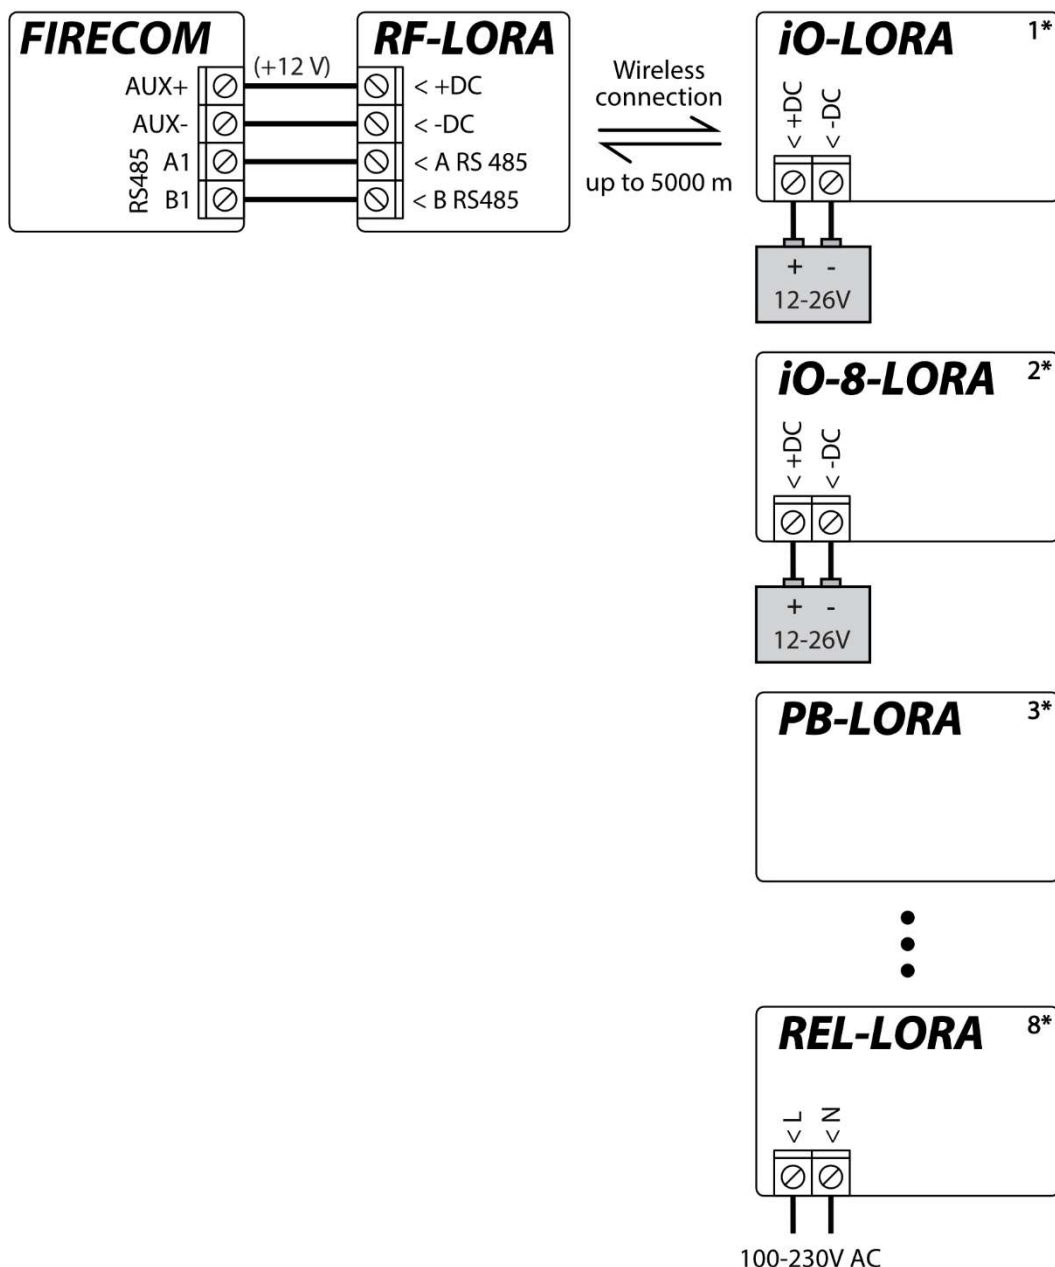 FIRECOM
AUX+
AUX-
RS485
A1
B1
(+12 V)
RF-LORA
< +DC
< -DC
< A RS 485
< B RS485
Wireless
connection
up to 5000 m
iO-LORA 1*
< +DC
< -DC
+ -
12-26V
iO-8-LORA 2*
< +DC
< -DC
+ -
12-26V
PB-LORA 3*
REL-LORA 8*
< L
< N
100-230V AC